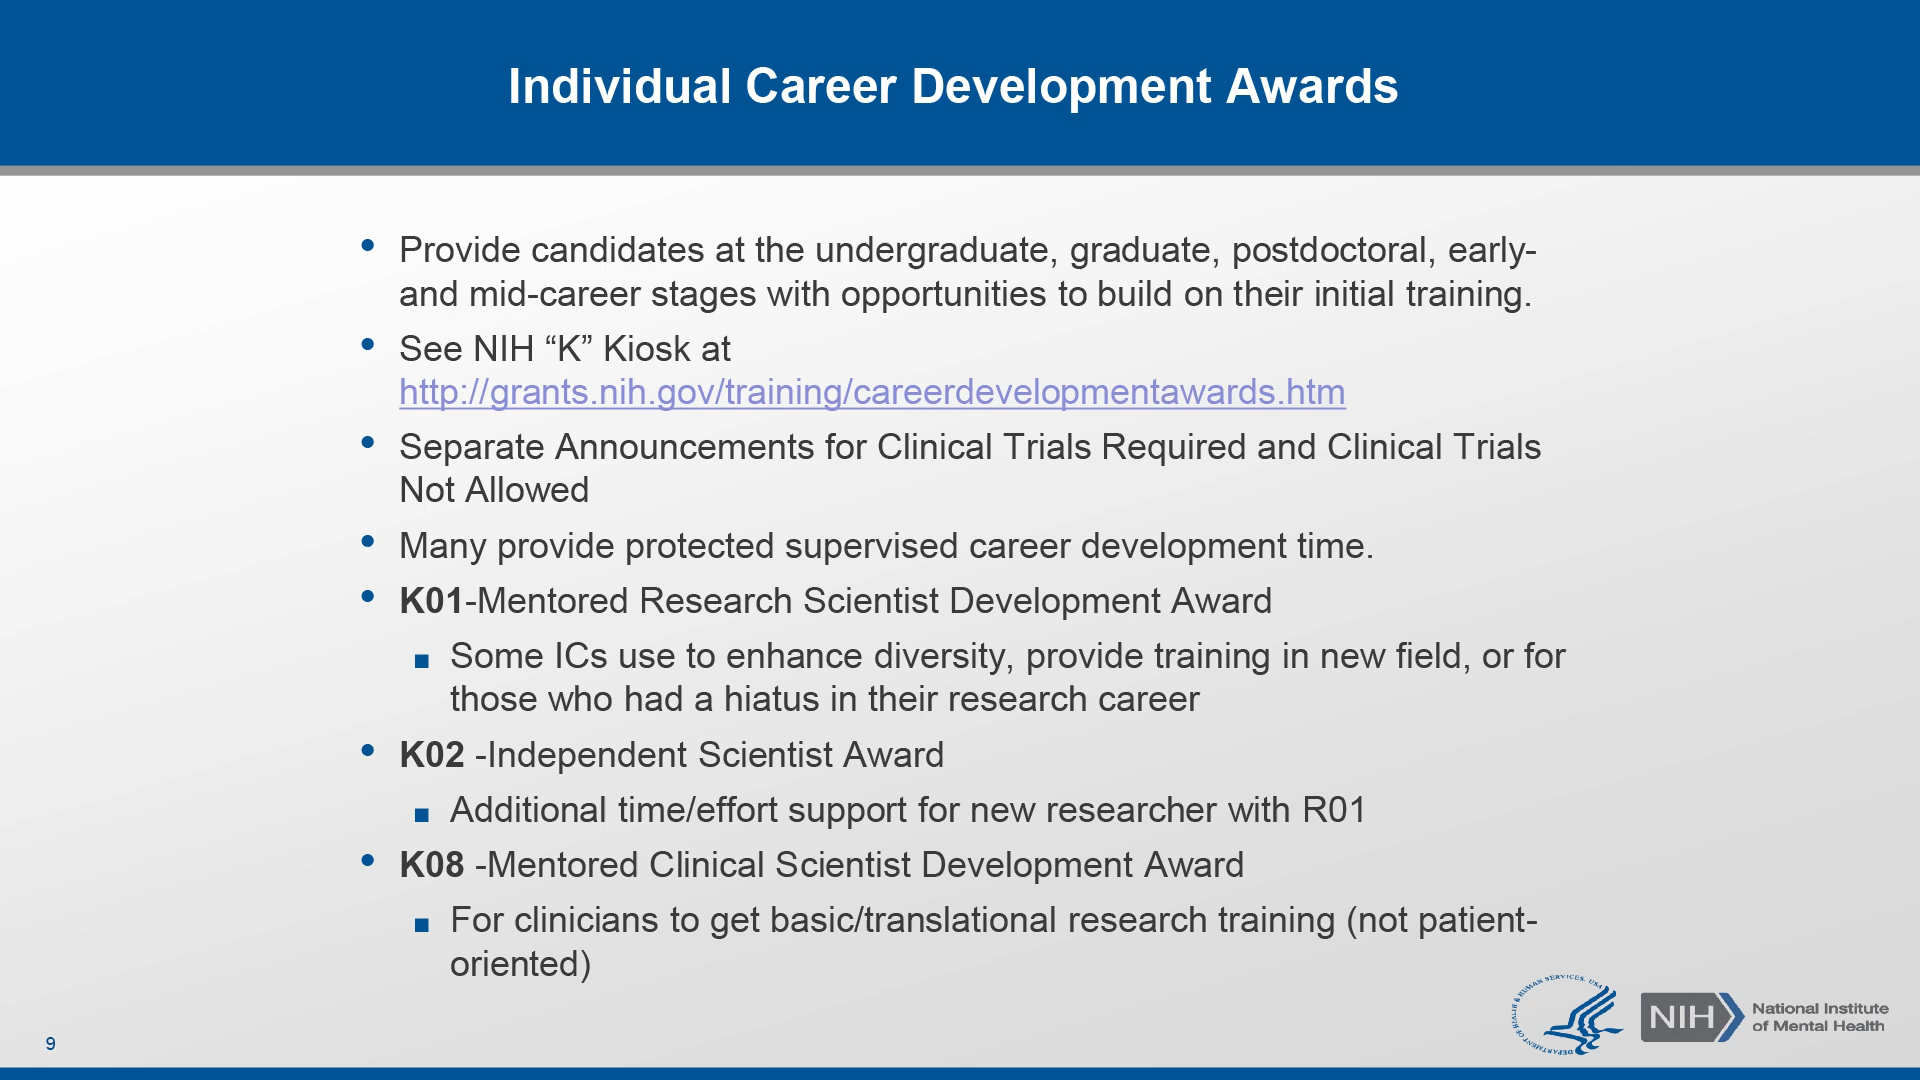 Individual Career Development Awards
• Provide candidates at the undergraduate, graduate, postdoctoral, early-
and mid-career stages with opportunities to build on their initial training.
• See NIH “K” Kiosk at
http://grants.nih.gov/training/careerdevelopmentawards.htm
• Separate Announcements for Clinical Trials Required and Clinical Trials
Not Allowed
• Many provide protected supervised career development time.
• K01-Mentored Research Scientist Development Award
■ Some ICs use to enhance diversity, provide training in new field, or for
those who had a hiatus in their research career
• K02 -Independent Scientist Award
■ Additional time/effort support for new researcher with R01
• K08 -Mentored Clinical Scientist Development Award
■ For clinicians to get basic/translational research training (not patient-
oriented)
DEPARTMENT OF HEALTH & HUMAN SERVICES. USA
NIH
National Institute
of Mental Health
9